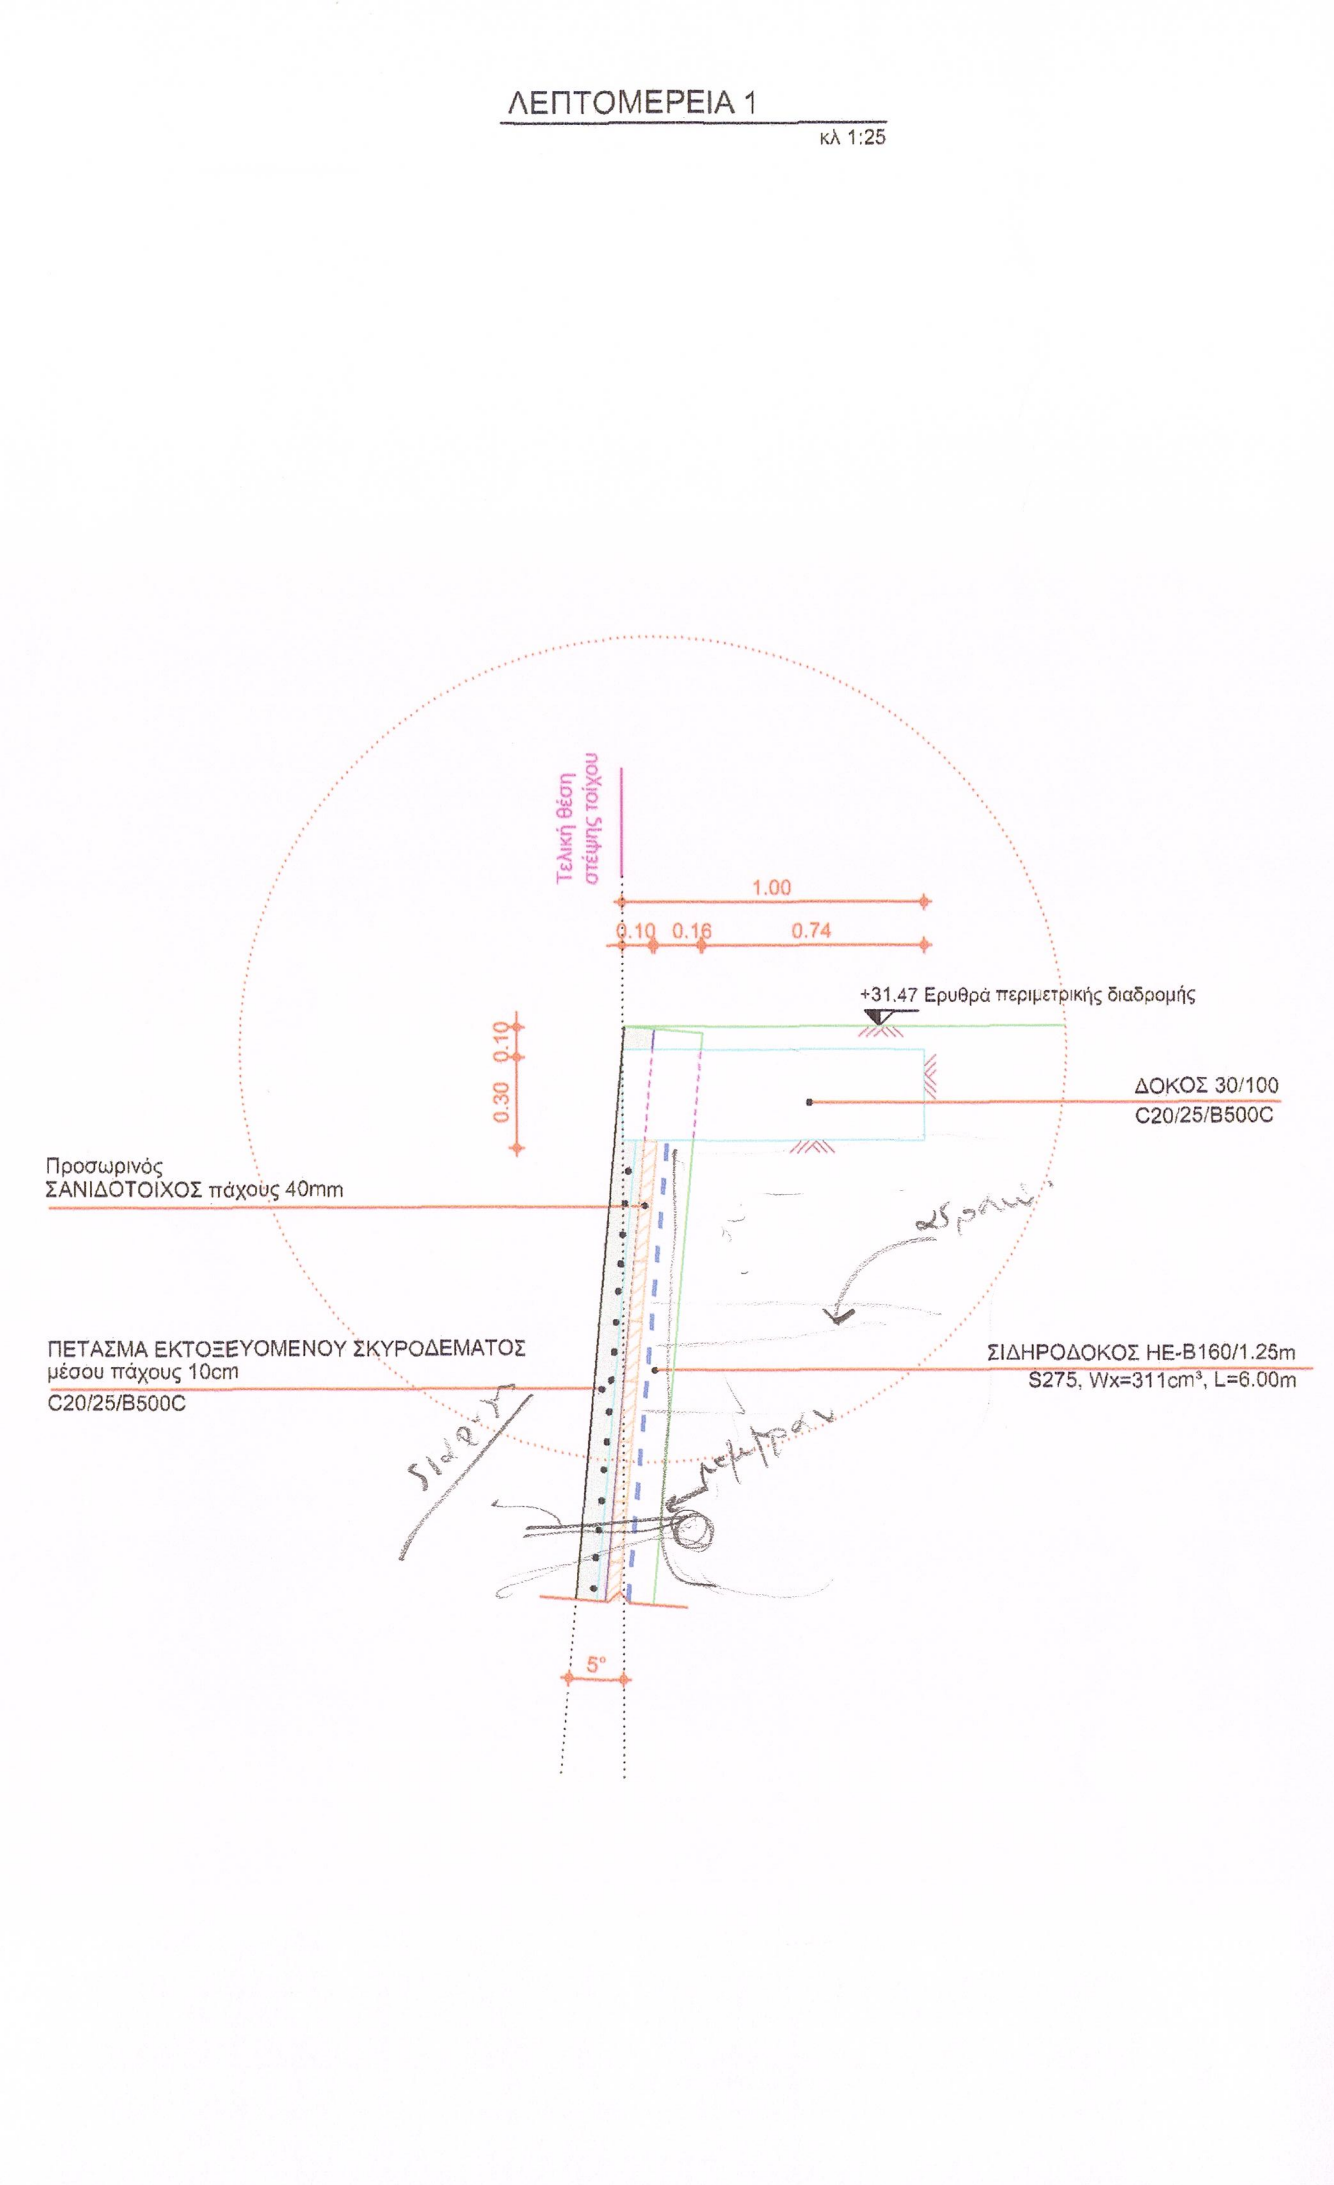 ΛΕΠΤΟΜΕΡΕΙΑ 1
κλ 1:25
Τελική θέση
στέψης τοίχου
1.00
0.10 0.16 0.74
+31.47 Ερυθρά περιμετρικής διαδρομής
0.10
0.30
ΔΟΚΟΣ 30/100
C20/25/B500C
Προσωρινός
ΣΑΝΙΔΟΤΟΙΧΟΣ πάχους 40mm
ΠΕΤΑΣΜΑ ΕΚΤΟΞΕΥΟΜΕΝΟΥ ΣΚΥΡΟΔΕΜΑΤΟΣ
μέσου πάχους 10cm
C20/25/B500C
ΣΙΔΗΡΟΔΟΚΟΣ HE-B160/1.25m
S275, Wx=311cm³, L=6.00m
5°